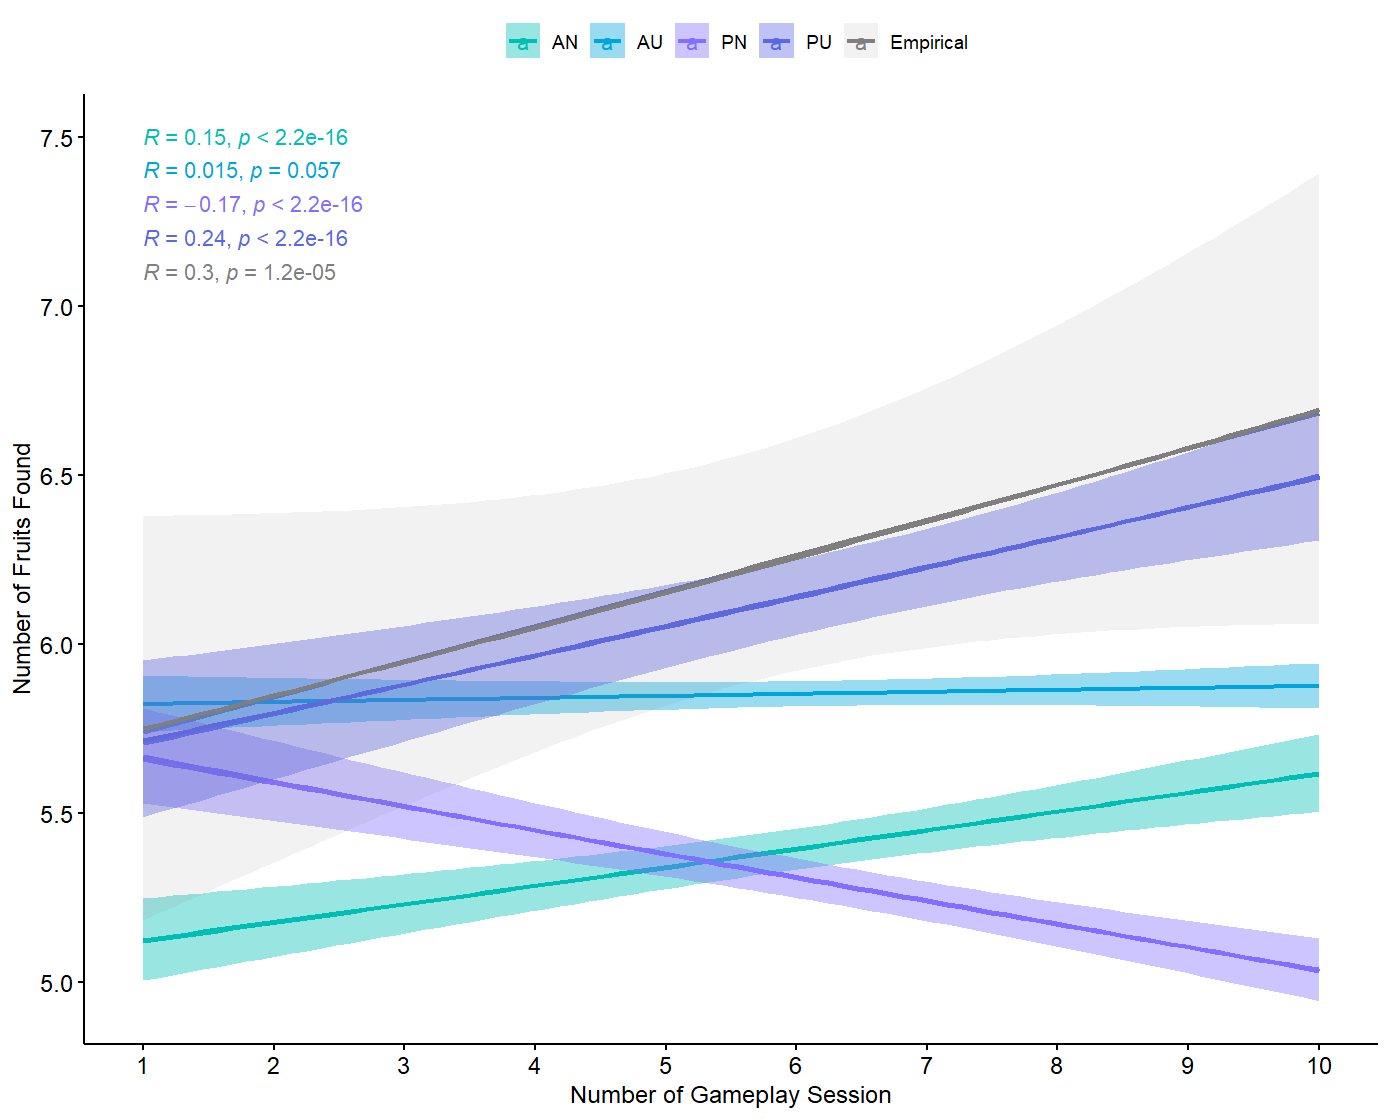 a AN a AU a PN a PU a Empirical
7.5
R = 0.15, p < 2.2e-16
R = 0.015, p = 0.057
R = −0.17, p < 2.2e-16
R = 0.24, p < 2.2e-16
R = 0.3, p = 1.2e-05
7.0
6.5
6.0
5.5
5.0
Number of Fruits Found
1 2 3 4 5 6 7 8 9 10
Number of Gameplay Session